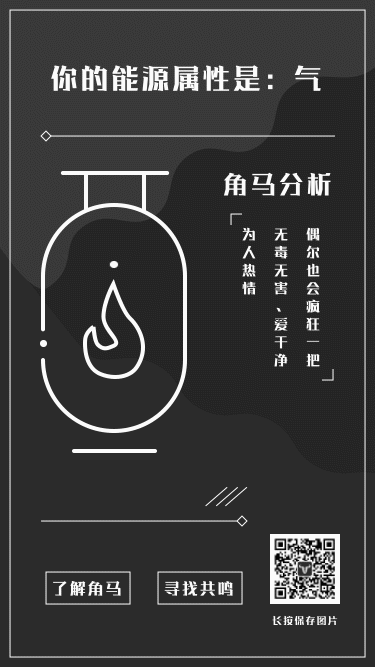 你的能源属性是：气
角马分析
偶尔也会疯狂一把
无毒无害、爱干净
为人热情
了解角马
寻找共鸣
长按保存图片